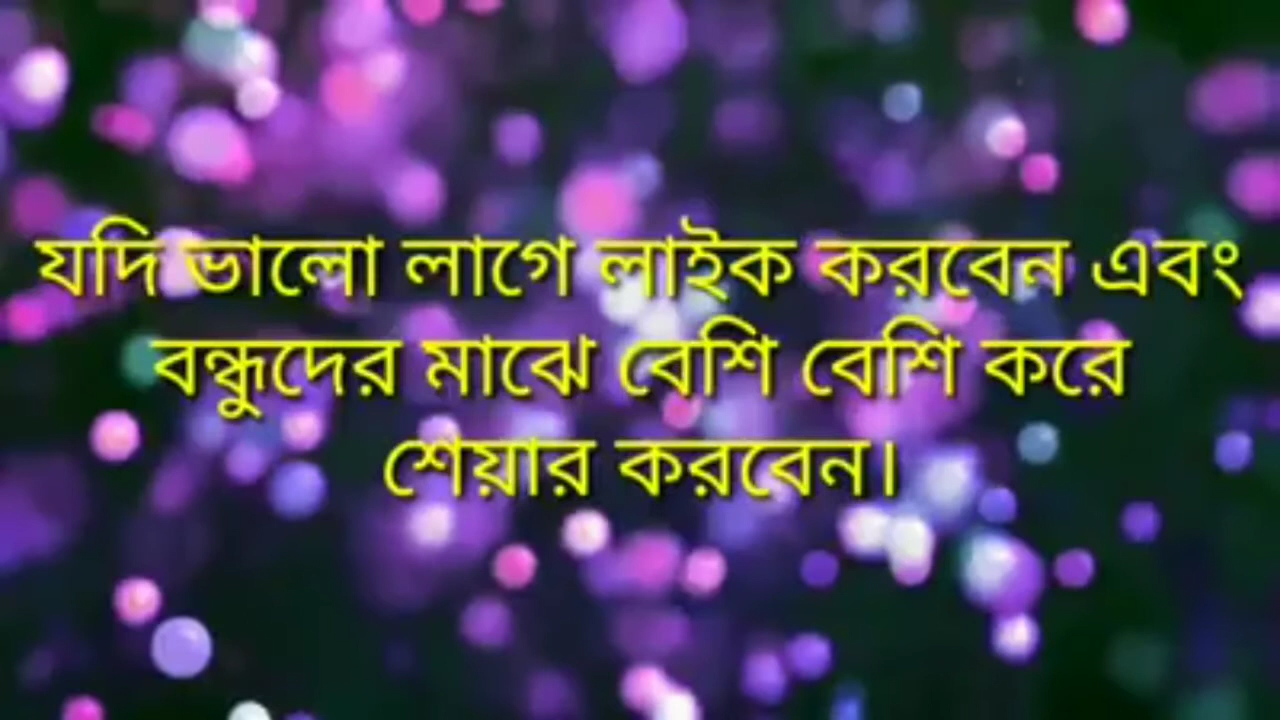 যদি ভালো লাগে লাইক করবেন এবং
বন্ধুদের মাঝে বেশি বেশি করে
শেয়ার করবেন।